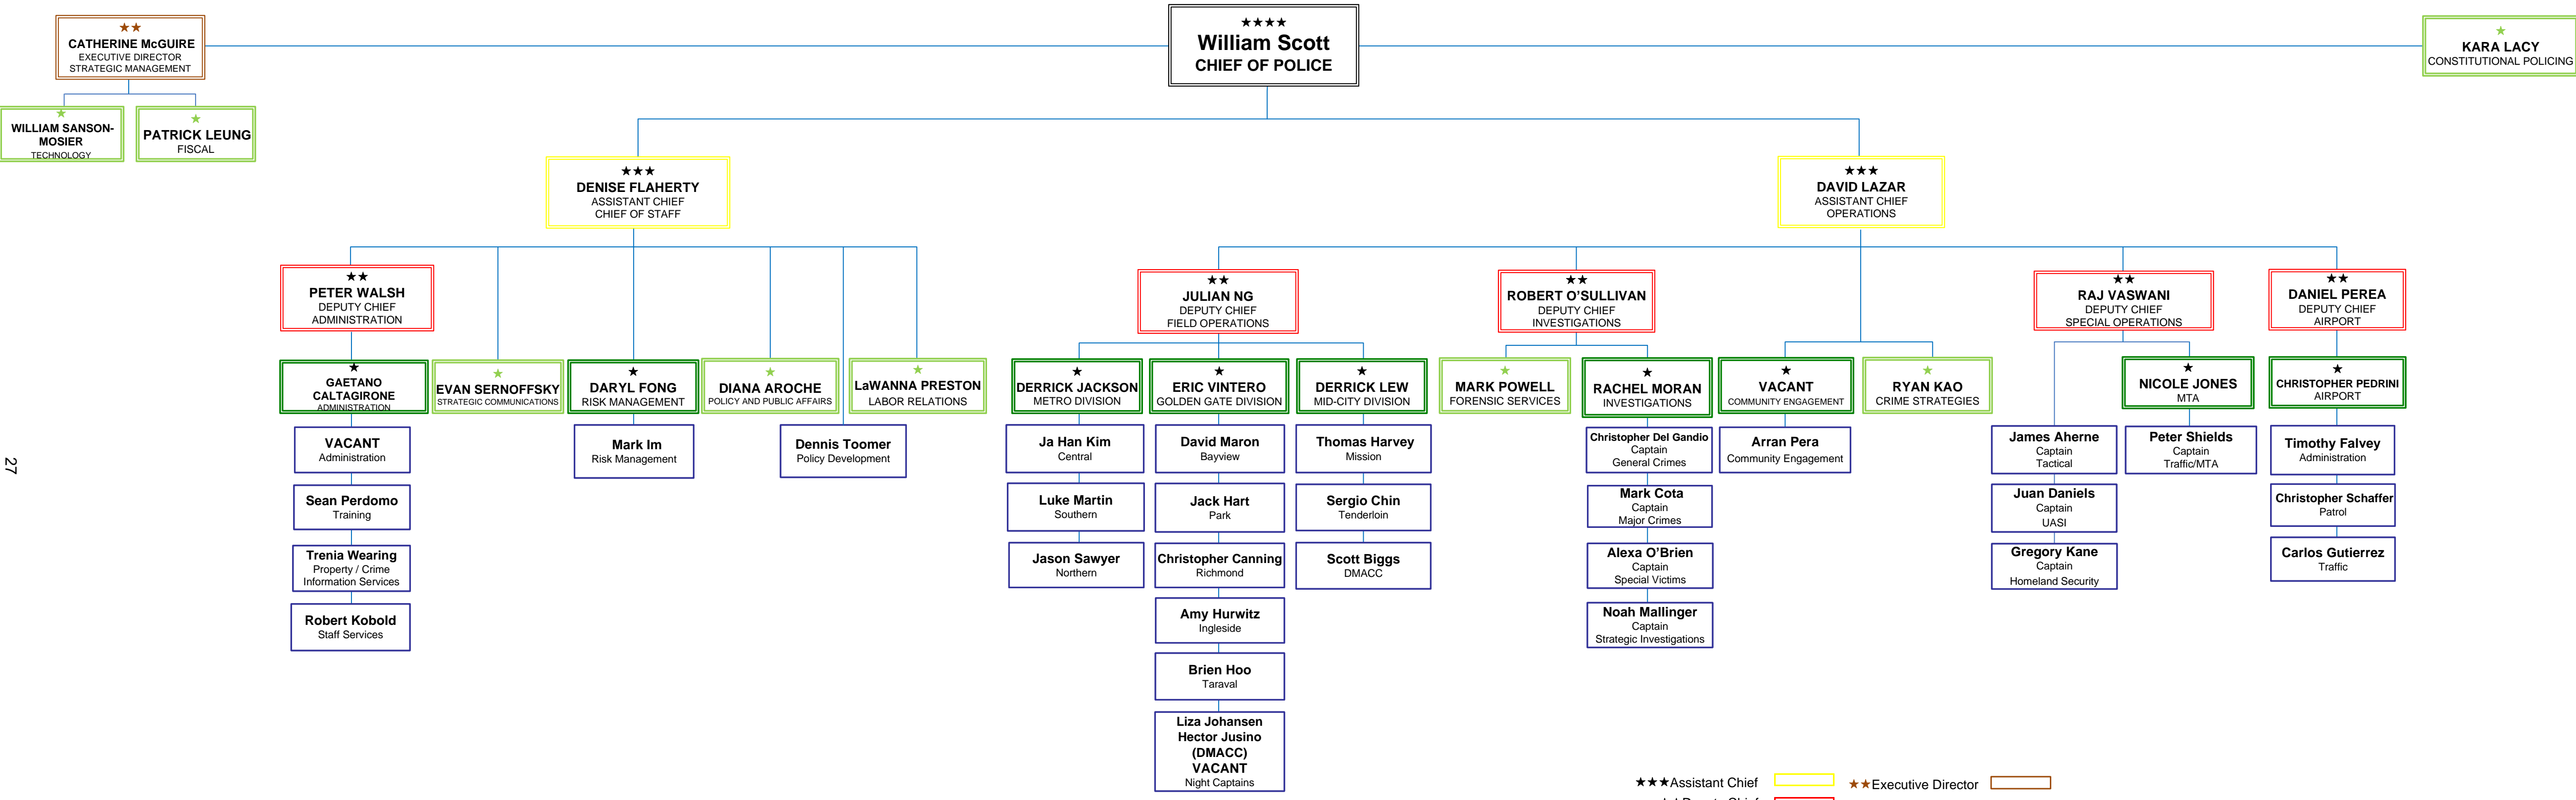 ★★★★
William Scott
CHIEF OF POLICE
★★
CATHERINE McGUIRE
EXECUTIVE DIRECTOR
STRATEGIC MANAGEMENT
★
KARA LACY
CONSTITUTIONAL POLICING
★
WILLIAM SANSON-
MOSIER
TECHNOLOGY
★
PATRICK LEUNG
FISCAL
★★★
DENISE FLAHERTY
ASSISTANT CHIEF
CHIEF OF STAFF
★★★
DAVID LAZAR
ASSISTANT CHIEF
OPERATIONS
★★
PETER WALSH
DEPUTY CHIEF
ADMINISTRATION
★★
JULIAN NG
DEPUTY CHIEF
FIELD OPERATIONS
★★
ROBERT O’SULLIVAN
DEPUTY CHIEF
INVESTIGATIONS
★★
RAJ VASWANI
DEPUTY CHIEF
SPECIAL OPERATIONS
★★
DANIEL PEREA
DEPUTY CHIEF
AIRPORT
★
GAETANO
CALTAGIRONE
ADMINISTRATION
★
EVAN SERNOFFSKY
STRATEGIC COMMUNICATIONS
★
DARYL FONG
RISK MANAGEMENT
★
DIANA AROCHE
POLICY AND PUBLIC AFFAIRS
★
LaWANNA PRESTON
LABOR RELATIONS
★
DERRICK JACKSON
METRO DIVISION
★
ERIC VINTERO
GOLDEN GATE DIVISION
★
DERRICK LEW
MID-CITY DIVISION
★
MARK POWELL
FORENSIC SERVICES
★
RACHEL MORAN
INVESTIGATIONS
★
VACANT
COMMUNITY ENGAGEMENT
★
RYAN KAO
CRIME STRATEGIES
★
NICOLE JONES
MTA
★
CHRISTOPHER PEDRINI
AIRPORT
VACANT
Administration
Sean Perdomo
Training
Trenia Wearing
Property / Crime
Information Services
Robert Kobold
Staff Services
Mark Im
Risk Management
Dennis Toomer
Policy Development
Ja Han Kim
Central
Luke Martin
Southern
Jason Sawyer
Northern
David Maron
Bayview
Jack Hart
Park
Christopher Canning
Richmond
Amy Hurwitz
Ingleside
Brien Hoo
Taraval
Liza Johansen
Hector Jusino
(DMACC)
VACANT
Night Captains
Thomas Harvey
Mission
Sergio Chin
Tenderloin
Scott Biggs
DMACC
Christopher Del Gandio
Captain
General Crimes
Mark Cota
Captain
Major Crimes
Alexa O’Brien
Captain
Special Victims
Noah Mallinger
Captain
Strategic Investigations
Arran Pera
Community Engagement
James Aherne
Captain
Tactical
Juan Daniels
Captain
UASI
Gregory Kane
Captain
Homeland Security
Peter Shields
Captain
Traffic/MTA
Timothy Falvey
Administration
Christopher Schaffer
Patrol
Carlos Gutierrez
Traffic
27
★★★Assistant Chief
★★Executive Director